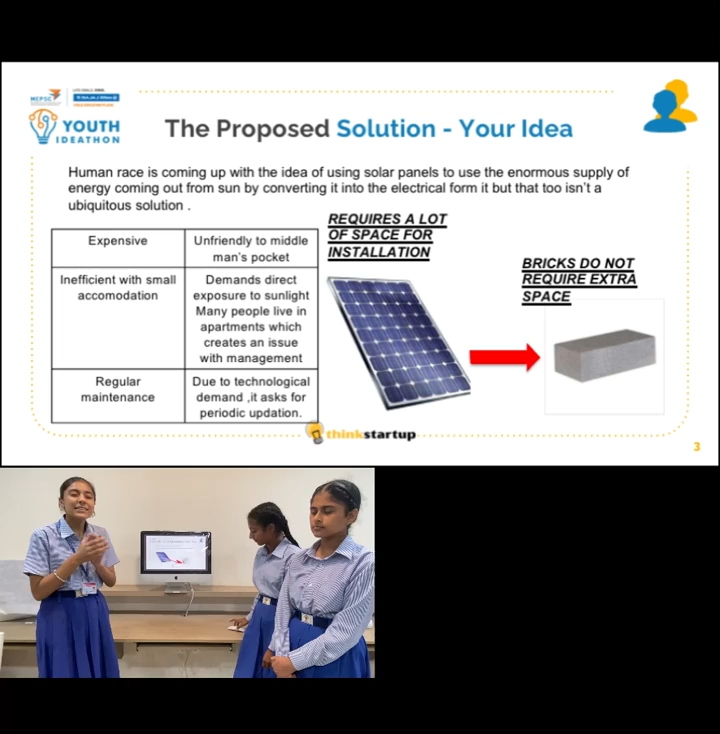 MEPSC
YOUTH
IDEATHON
The Proposed Solution - Your Idea
Human race is coming up with the idea of using solar panels to use the enormous supply of
energy coming out from sun by converting it into the electrical form it but that too isn't a
ubiquitous solution .
REQUIRES A LOT
OF SPACE FOR
INSTALLATION
BRICKS DO NOT
REQUIRE EXTRA
SPACE
Expensive
Unfriendly to middle
man's pocket
Inefficient with small
accomodation
Demands direct
exposure to sunlight
Many people live in
apartments which
creates an issue
with management
Regular
maintenance
Due to technological
demand ,it asks for
periodic updation.
thinkstartup
3